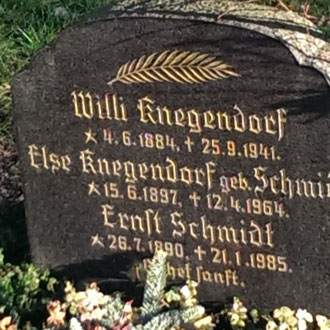 Willi Knegendorf
* 4.6.1884, † 25.9.1941.
Else Knegendorf geb. Schmi
* 15.6.1897, † 12.4.1964.
Ernst Schmidt
* 26.7.1890, † 21.1.1985.
sanft.